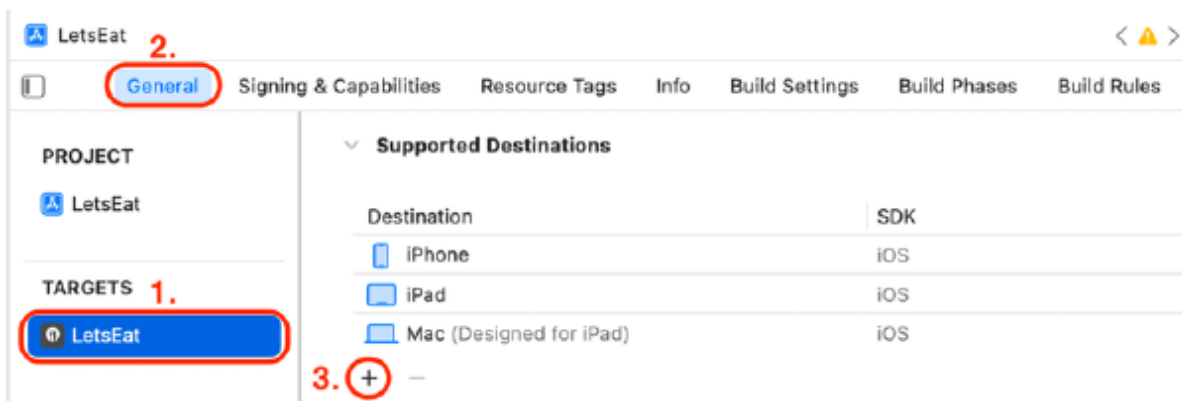 LetsEat
2.
General Signing & Capabilities Resource Tags Info Build Settings Build Phases Build Rules
PROJECT
LetsEat
TARGETS 1.
LetsEat
Supported Destinations
Destination SDK
iPhone iOS
iPad iOS
Mac (Designed for iPad) iOS
3. + −